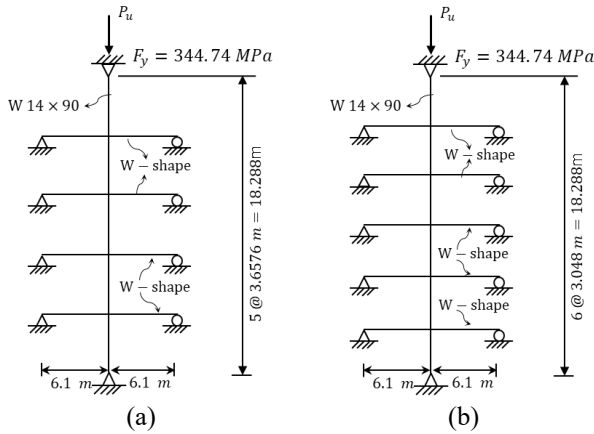 P_u
F_y = 344.74 MPa
W 14 × 90
W – shape
W – shape
5 @ 3.6576 m = 18.288m
6.1 m
6.1 m
(a)
P_u
F_y = 344.74 MPa
W 14 × 90
W – shape
W – shape
W – shape
6 @ 3.048 m = 18.288m
6.1 m
6.1 m
(b)